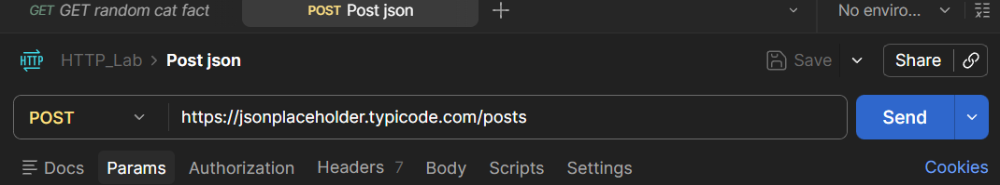 GET GET random cat fact POST Post json No enviro...
HTTP HTTP_Lab > Post json Save Share
POST https://jsonplaceholder.typicode.com/posts Send
Docs Params Authorization Headers 7 Body Scripts Settings Cookies